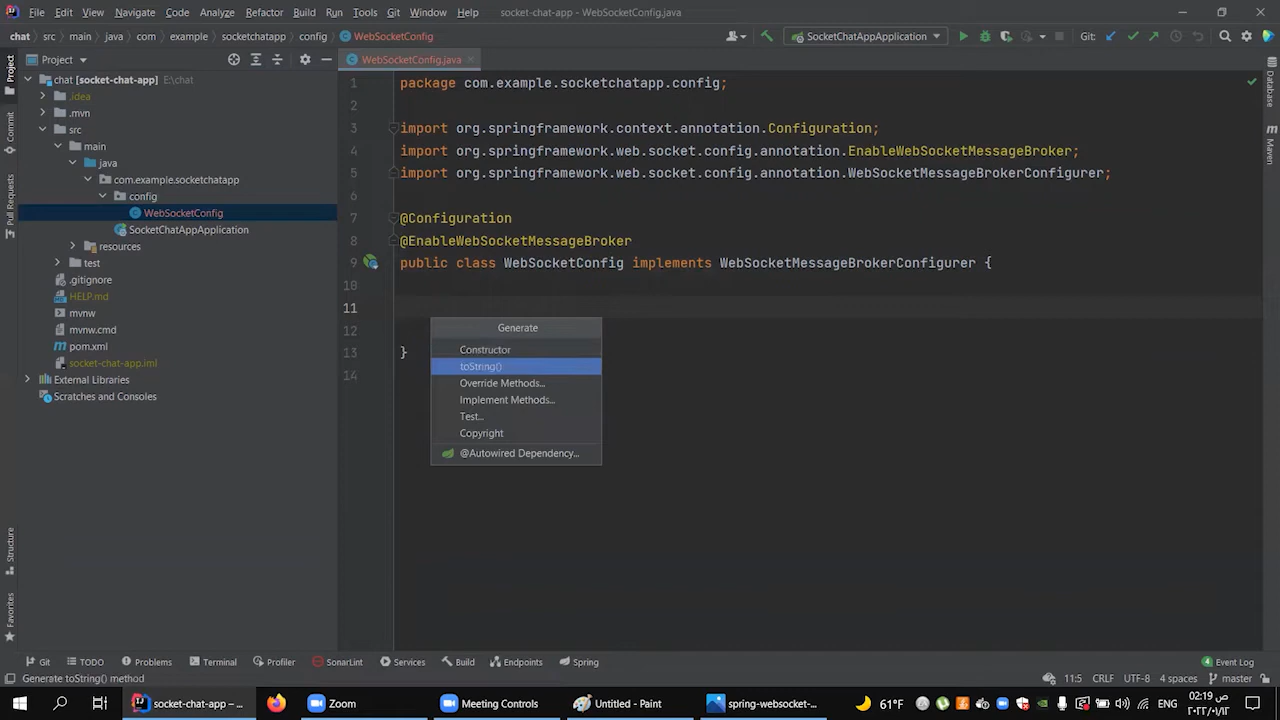 File Edit View Navigate Code Analyze Refactor Build Run Tools Git Window Help socket-chat-app - WebSocketConfig.java
chat src main java com example socketchatapp config WebSocketConfig SocketChatAppApplication Git:
Project
WebSocketConfig.java
chat [socket-chat-app] E:\chat
.idea
.mvn
src
main
java
com.example.socketchatapp
config
WebSocketConfig
SocketChatAppApplication
resources
test
.gitignore
HELP.md
mvnw
mvnw.cmd
pom.xml
socket-chat-app.iml
External Libraries
Scratches and Consoles
Project
Commit
Pull Requests
Structure
Favorites
1 package com.example.socketchatapp.config;
2
3 import org.springframework.context.annotation.Configuration;
4 import org.springframework.web.socket.config.annotation.EnableWebSocketMessageBroker;
5 import org.springframework.web.socket.config.annotation.WebSocketMessageBrokerConfigurer;
6
7 @Configuration
8 @EnableWebSocketMessageBroker
9 public class WebSocketConfig implements WebSocketMessageBrokerConfigurer {
10
11
12
13 }
14
Generate
Constructor
toString()
Override Methods...
Implement Methods...
Test...
Copyright
@Autowired Dependency...
Database
Maven
Git TODO Problems Terminal Profiler SonarLint Services Build Endpoints Spring Event Log
Generate toString() method 11:5 CRLF UTF-8 4 spaces master
socket-chat-app – ... Zoom Meeting Controls Untitled - Paint spring-websocket-... 61°F ENG 02:19 ص